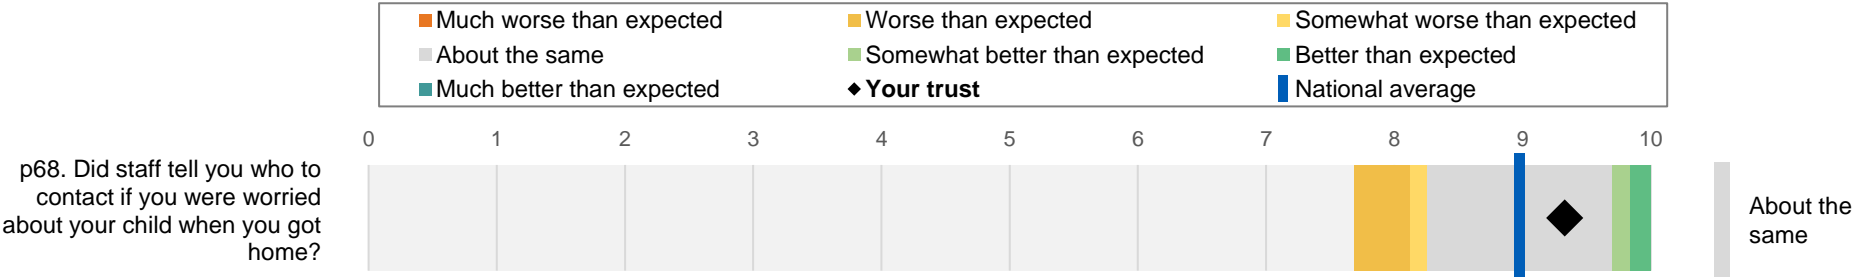 Much worse than expected
Worse than expected
Somewhat worse than expected
About the same
Somewhat better than expected
Better than expected
Much better than expected
Your trust
National average
0 1 2 3 4 5 6 7 8 9 10
p68. Did staff tell you who to
contact if you were worried
about your child when you got
home?
About the
same